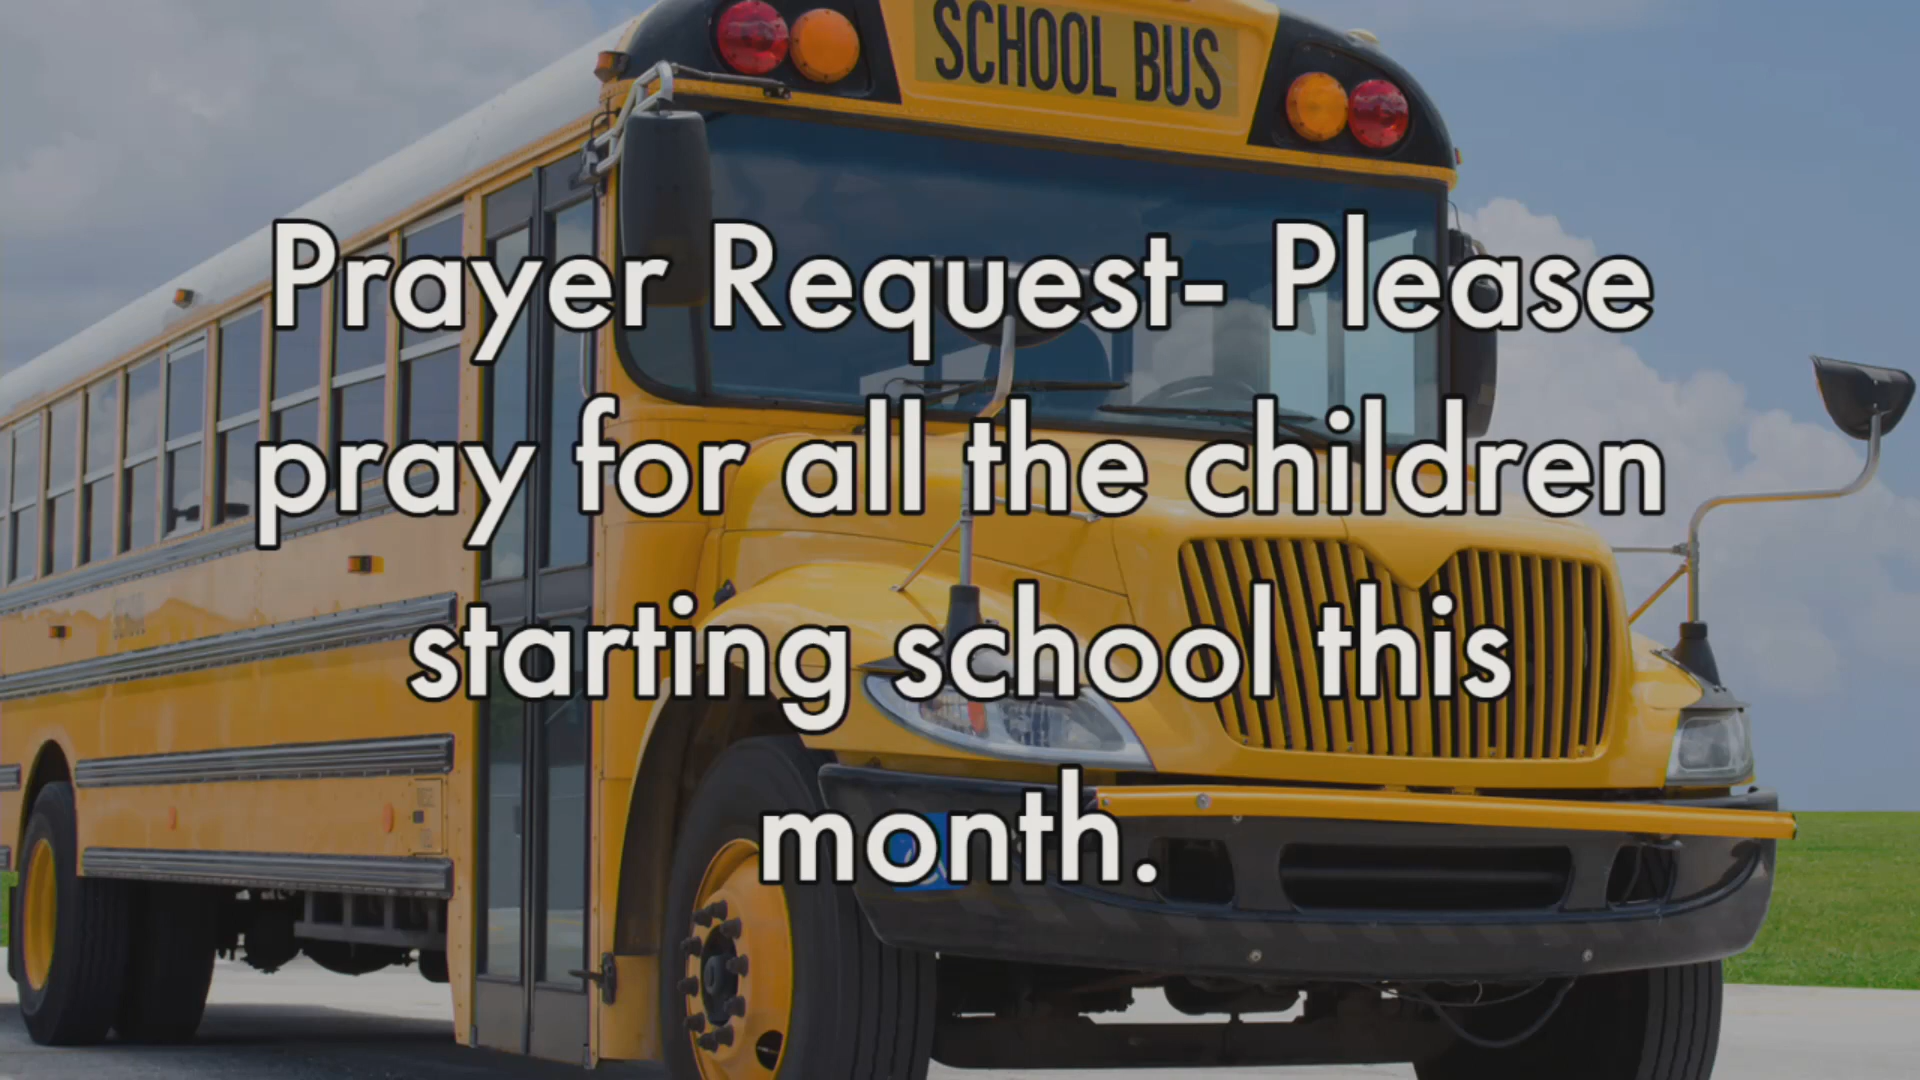 SCHOOL BUS
Prayer Request- Please
pray for all the children
starting school this
month.